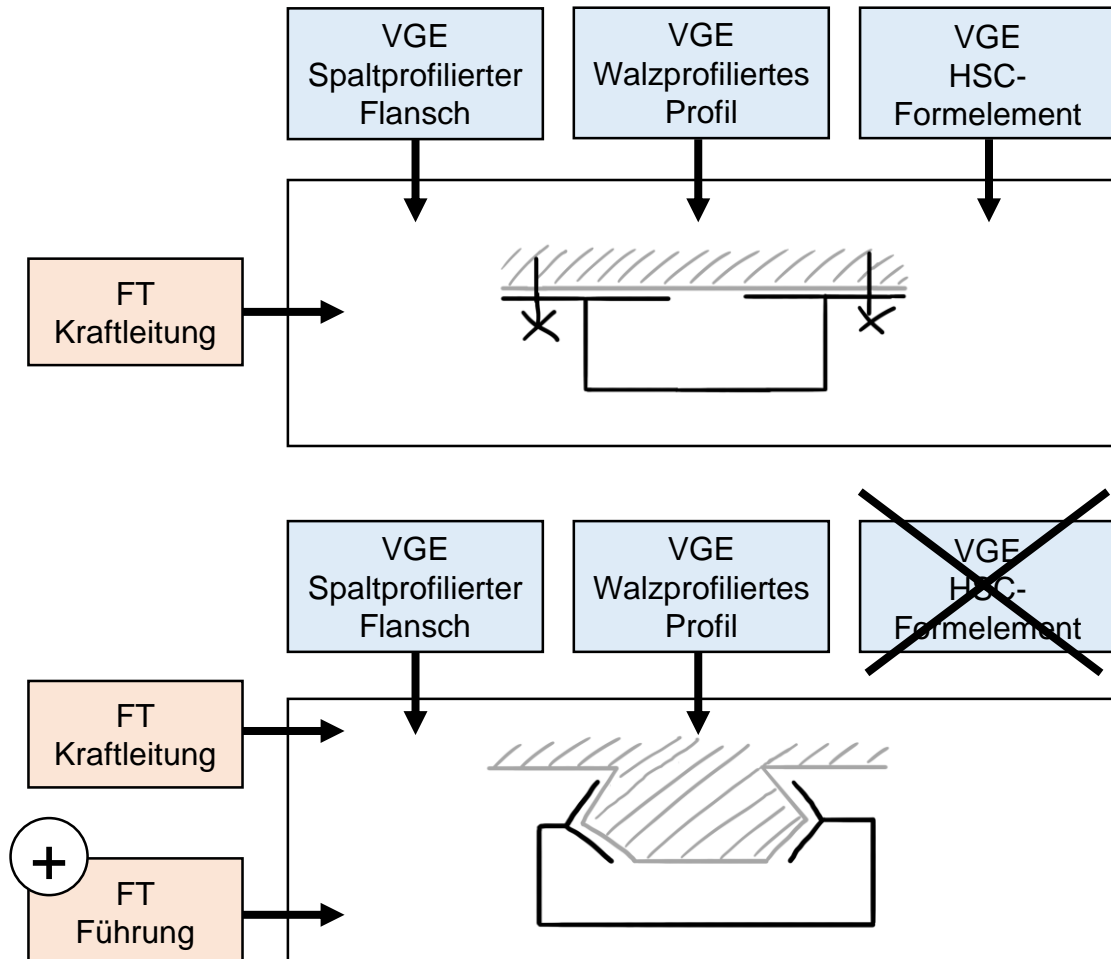 VGE
Spaltprofilierter
Flansch
VGE
Walzprofiliertes
Profil
VGE
HSC-
Formelement
FT
Kraftleitung
VGE
Spaltprofilierter
Flansch
VGE
Walzprofiliertes
Profil
VGE
HSC-
Formelement
FT
Kraftleitung
+
FT
Führung